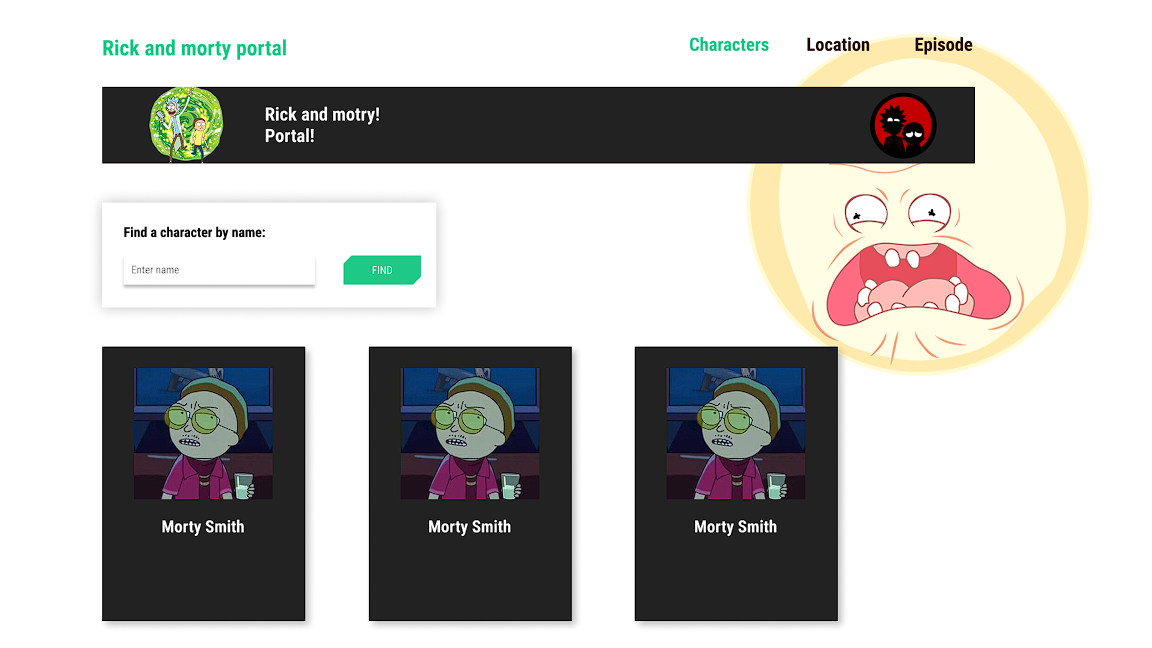 Rick and morty portal
Characters Location Episode
Rick and motry!
Portal!
Find a character by name:
Enter name
FIND
Morty Smith
Morty Smith
Morty Smith